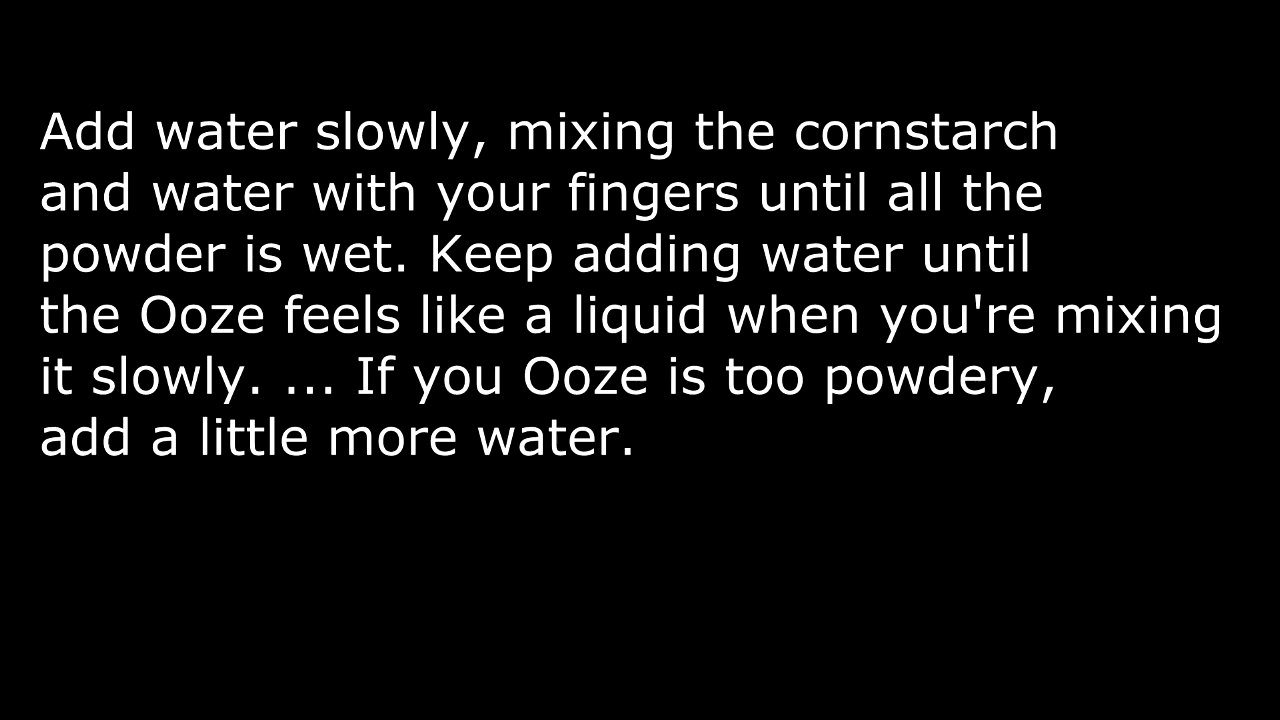 Add water slowly, mixing the cornstarch
and water with your fingers until all the
powder is wet. Keep adding water until
the Ooze feels like a liquid when you're mixing
it slowly. ... If you Ooze is too powdery,
add a little more water.